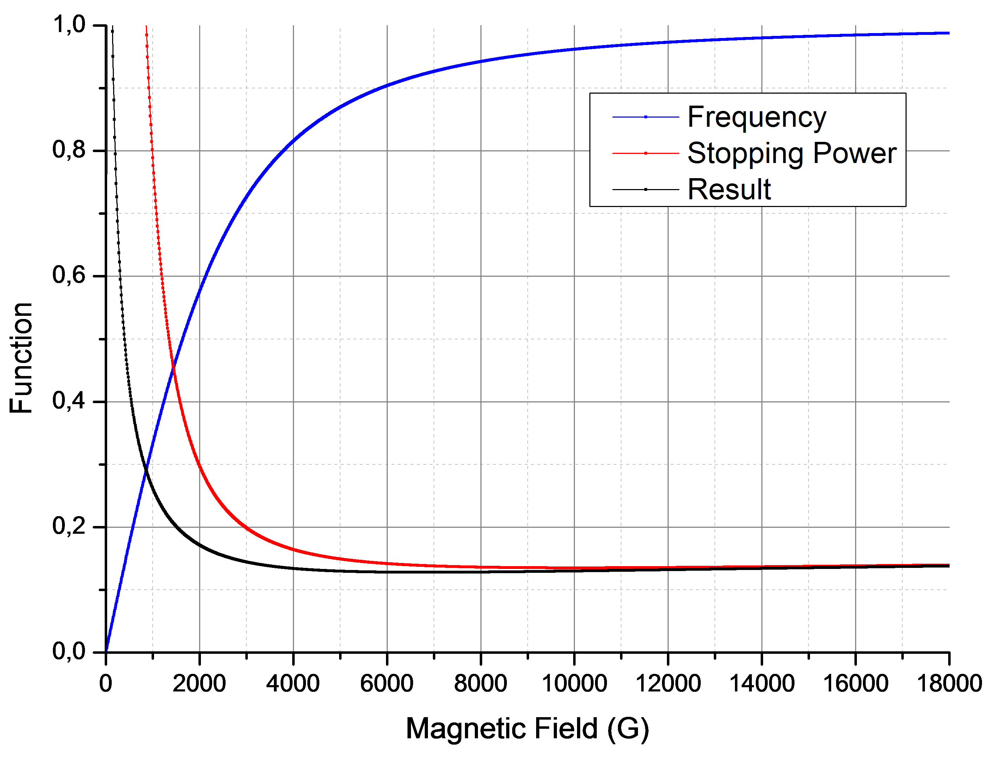 1,0
0,8
0,6
0,4
0,2
0,0
Function
Frequency
Stopping Power
Result
0 2000 4000 6000 8000 10000 12000 14000 16000 18000
Magnetic Field (G)